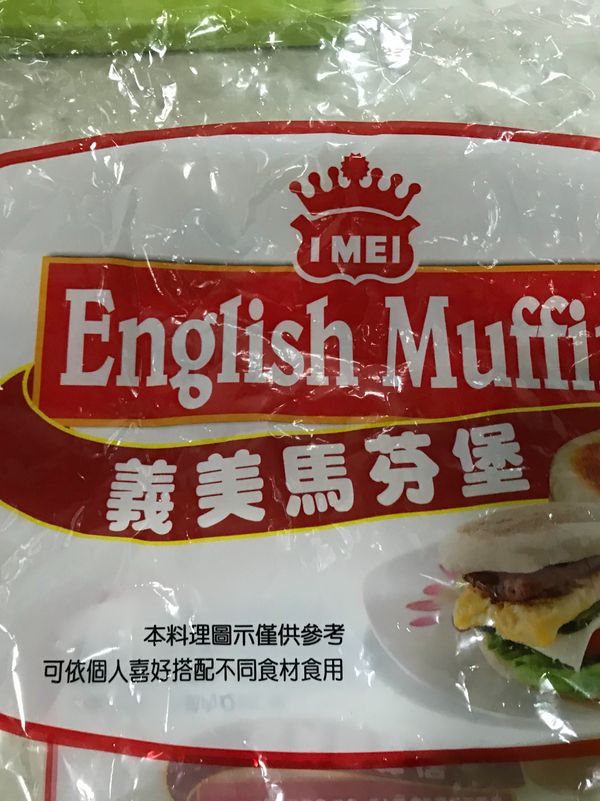 I MEI
English Muffin
義美馬芬堡
本料理圖示僅供參考
可依個人喜好搭配不同食材食用